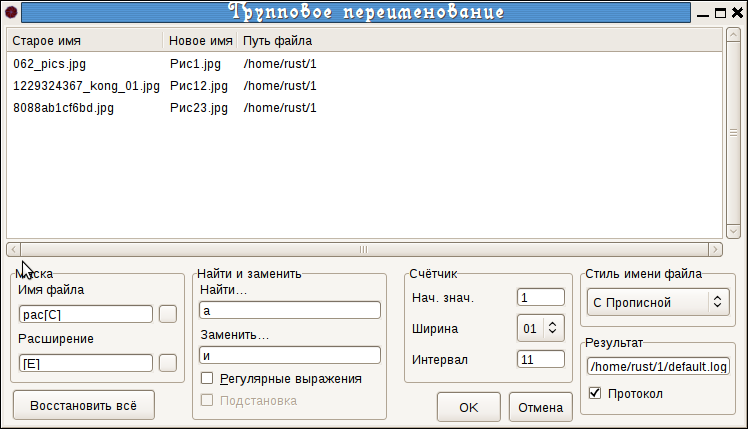 Групповое переименование
Старое имя Новое имя Путь файла
062_pics.jpg Рис1.jpg /home/rust/1
1229324367_kong_01.jpg Рис12.jpg /home/rust/1
8088ab1cf6bd.jpg Рис23.jpg /home/rust/1
Маска
Имя файла
рас[C]
Расширение
[E]
Восстановить всё
Найти и заменить
Найти...
а
Заменить...
и
Регулярные выражения
Подстановка
Счётчик
Нач. знач. 1
Ширина 01
Интервал 11
OK Отмена
Стиль имени файла
С Прописной
Результат
/home/rust/1/default.log
Протокол